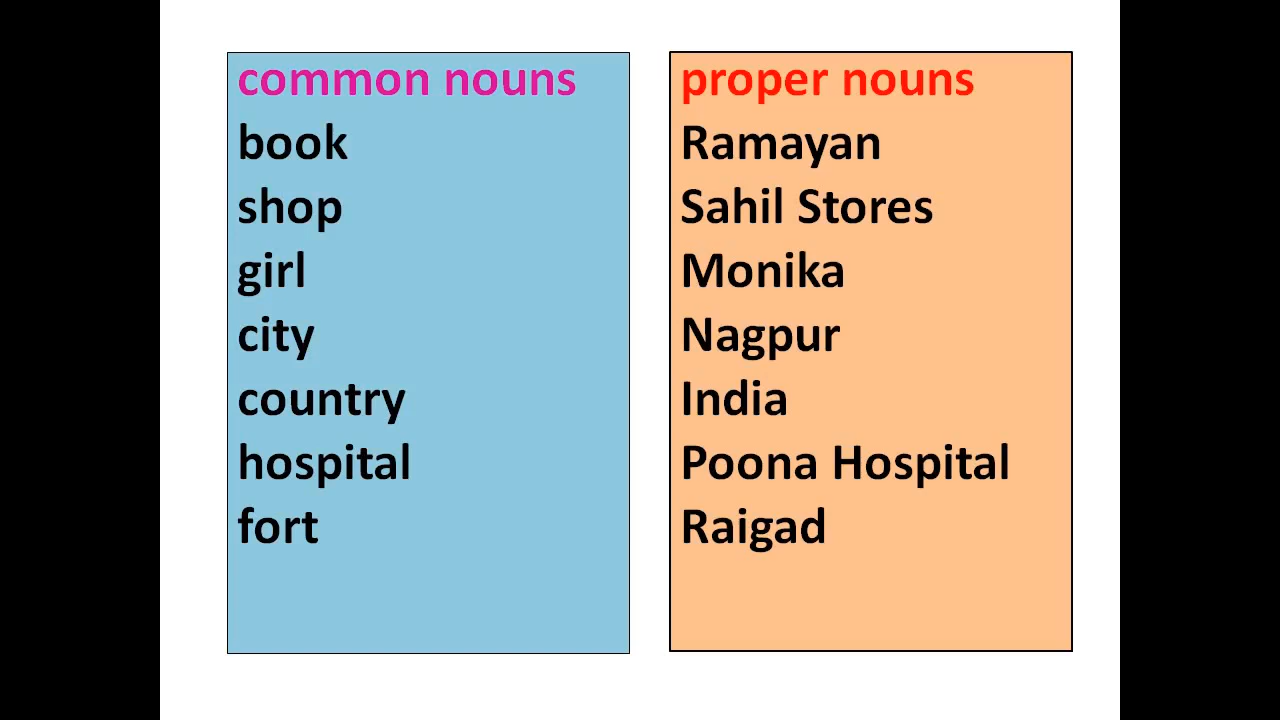 common nouns
book
shop
girl
city
country
hospital
fort
proper nouns
Ramayan
Sahil Stores
Monika
Nagpur
India
Poona Hospital
Raigad